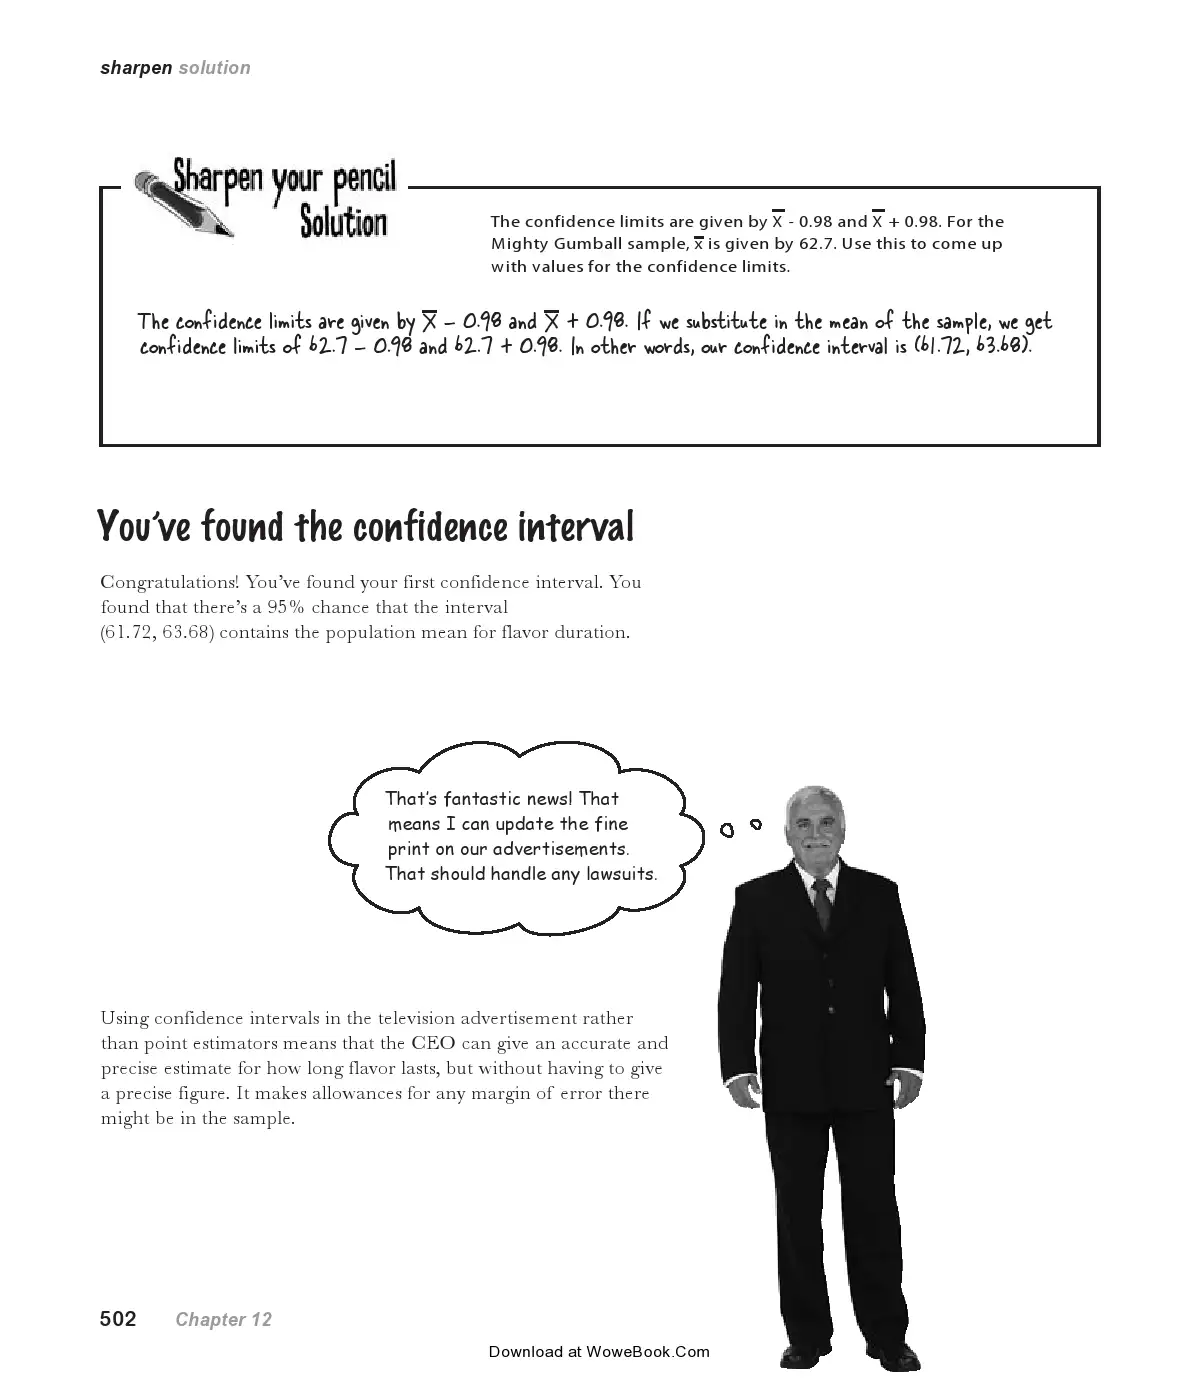 sharpen solution
Sharpen your pencil
Solution
The confidence limits are given by X̅ - 0.98 and X̅ + 0.98. For the
Mighty Gumball sample, x̅ is given by 62.7. Use this to come up
with values for the confidence limits.
The confidence limits are given by X̅ – 0.98 and X̅ + 0.98. If we substitute in the mean of the sample, we get
confidence limits of 62.7 – 0.98 and 62.7 + 0.98. In other words, our confidence interval is (61.72, 63.68).
You've found the confidence interval
Congratulations! You've found your first confidence interval. You
found that there's a 95% chance that the interval
(61.72, 63.68) contains the population mean for flavor duration.
That's fantastic news! That
means I can update the fine
print on our advertisements.
That should handle any lawsuits.
Using confidence intervals in the television advertisement rather
than point estimators means that the CEO can give an accurate and
precise estimate for how long flavor lasts, but without having to give
a precise figure. It makes allowances for any margin of error there
might be in the sample.
502 Chapter 12
Download at WoweBook.Com